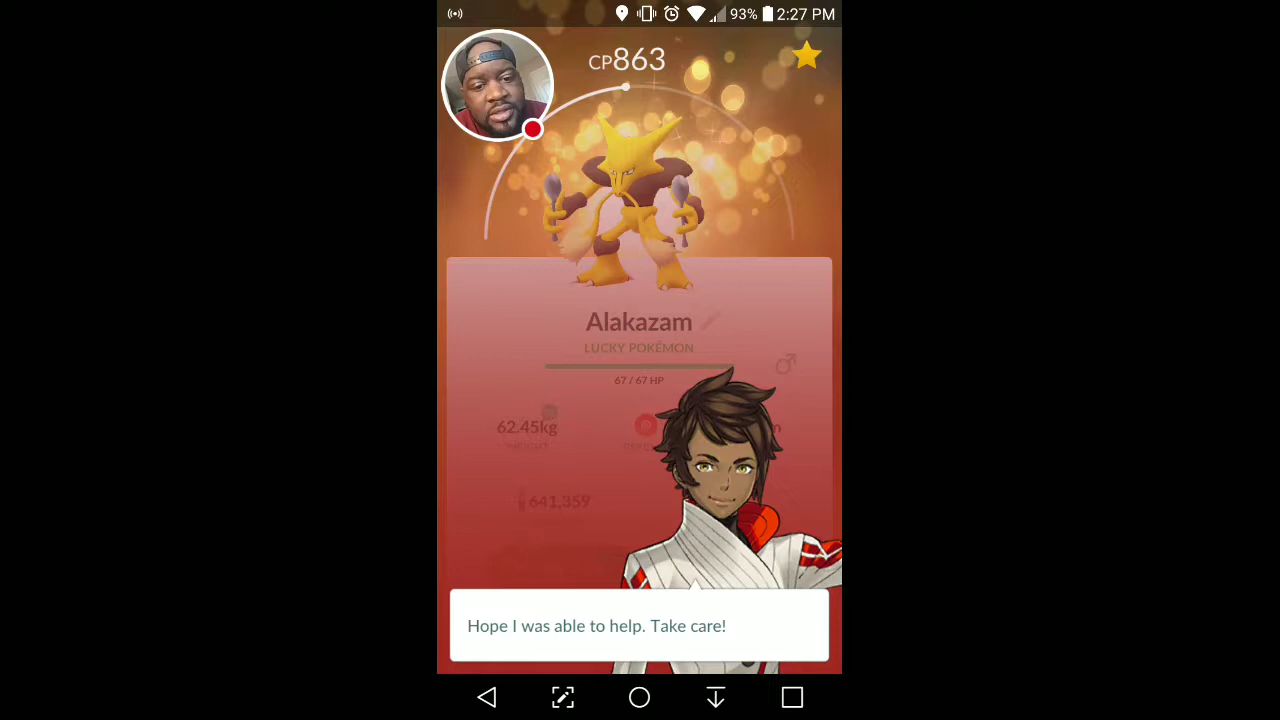 93% 2:27 PM
CP863
Alakazam
LUCKY POKÉMON
67 / 67 HP
62.45kg
WEIGHT
641,359
Hope I was able to help. Take care!